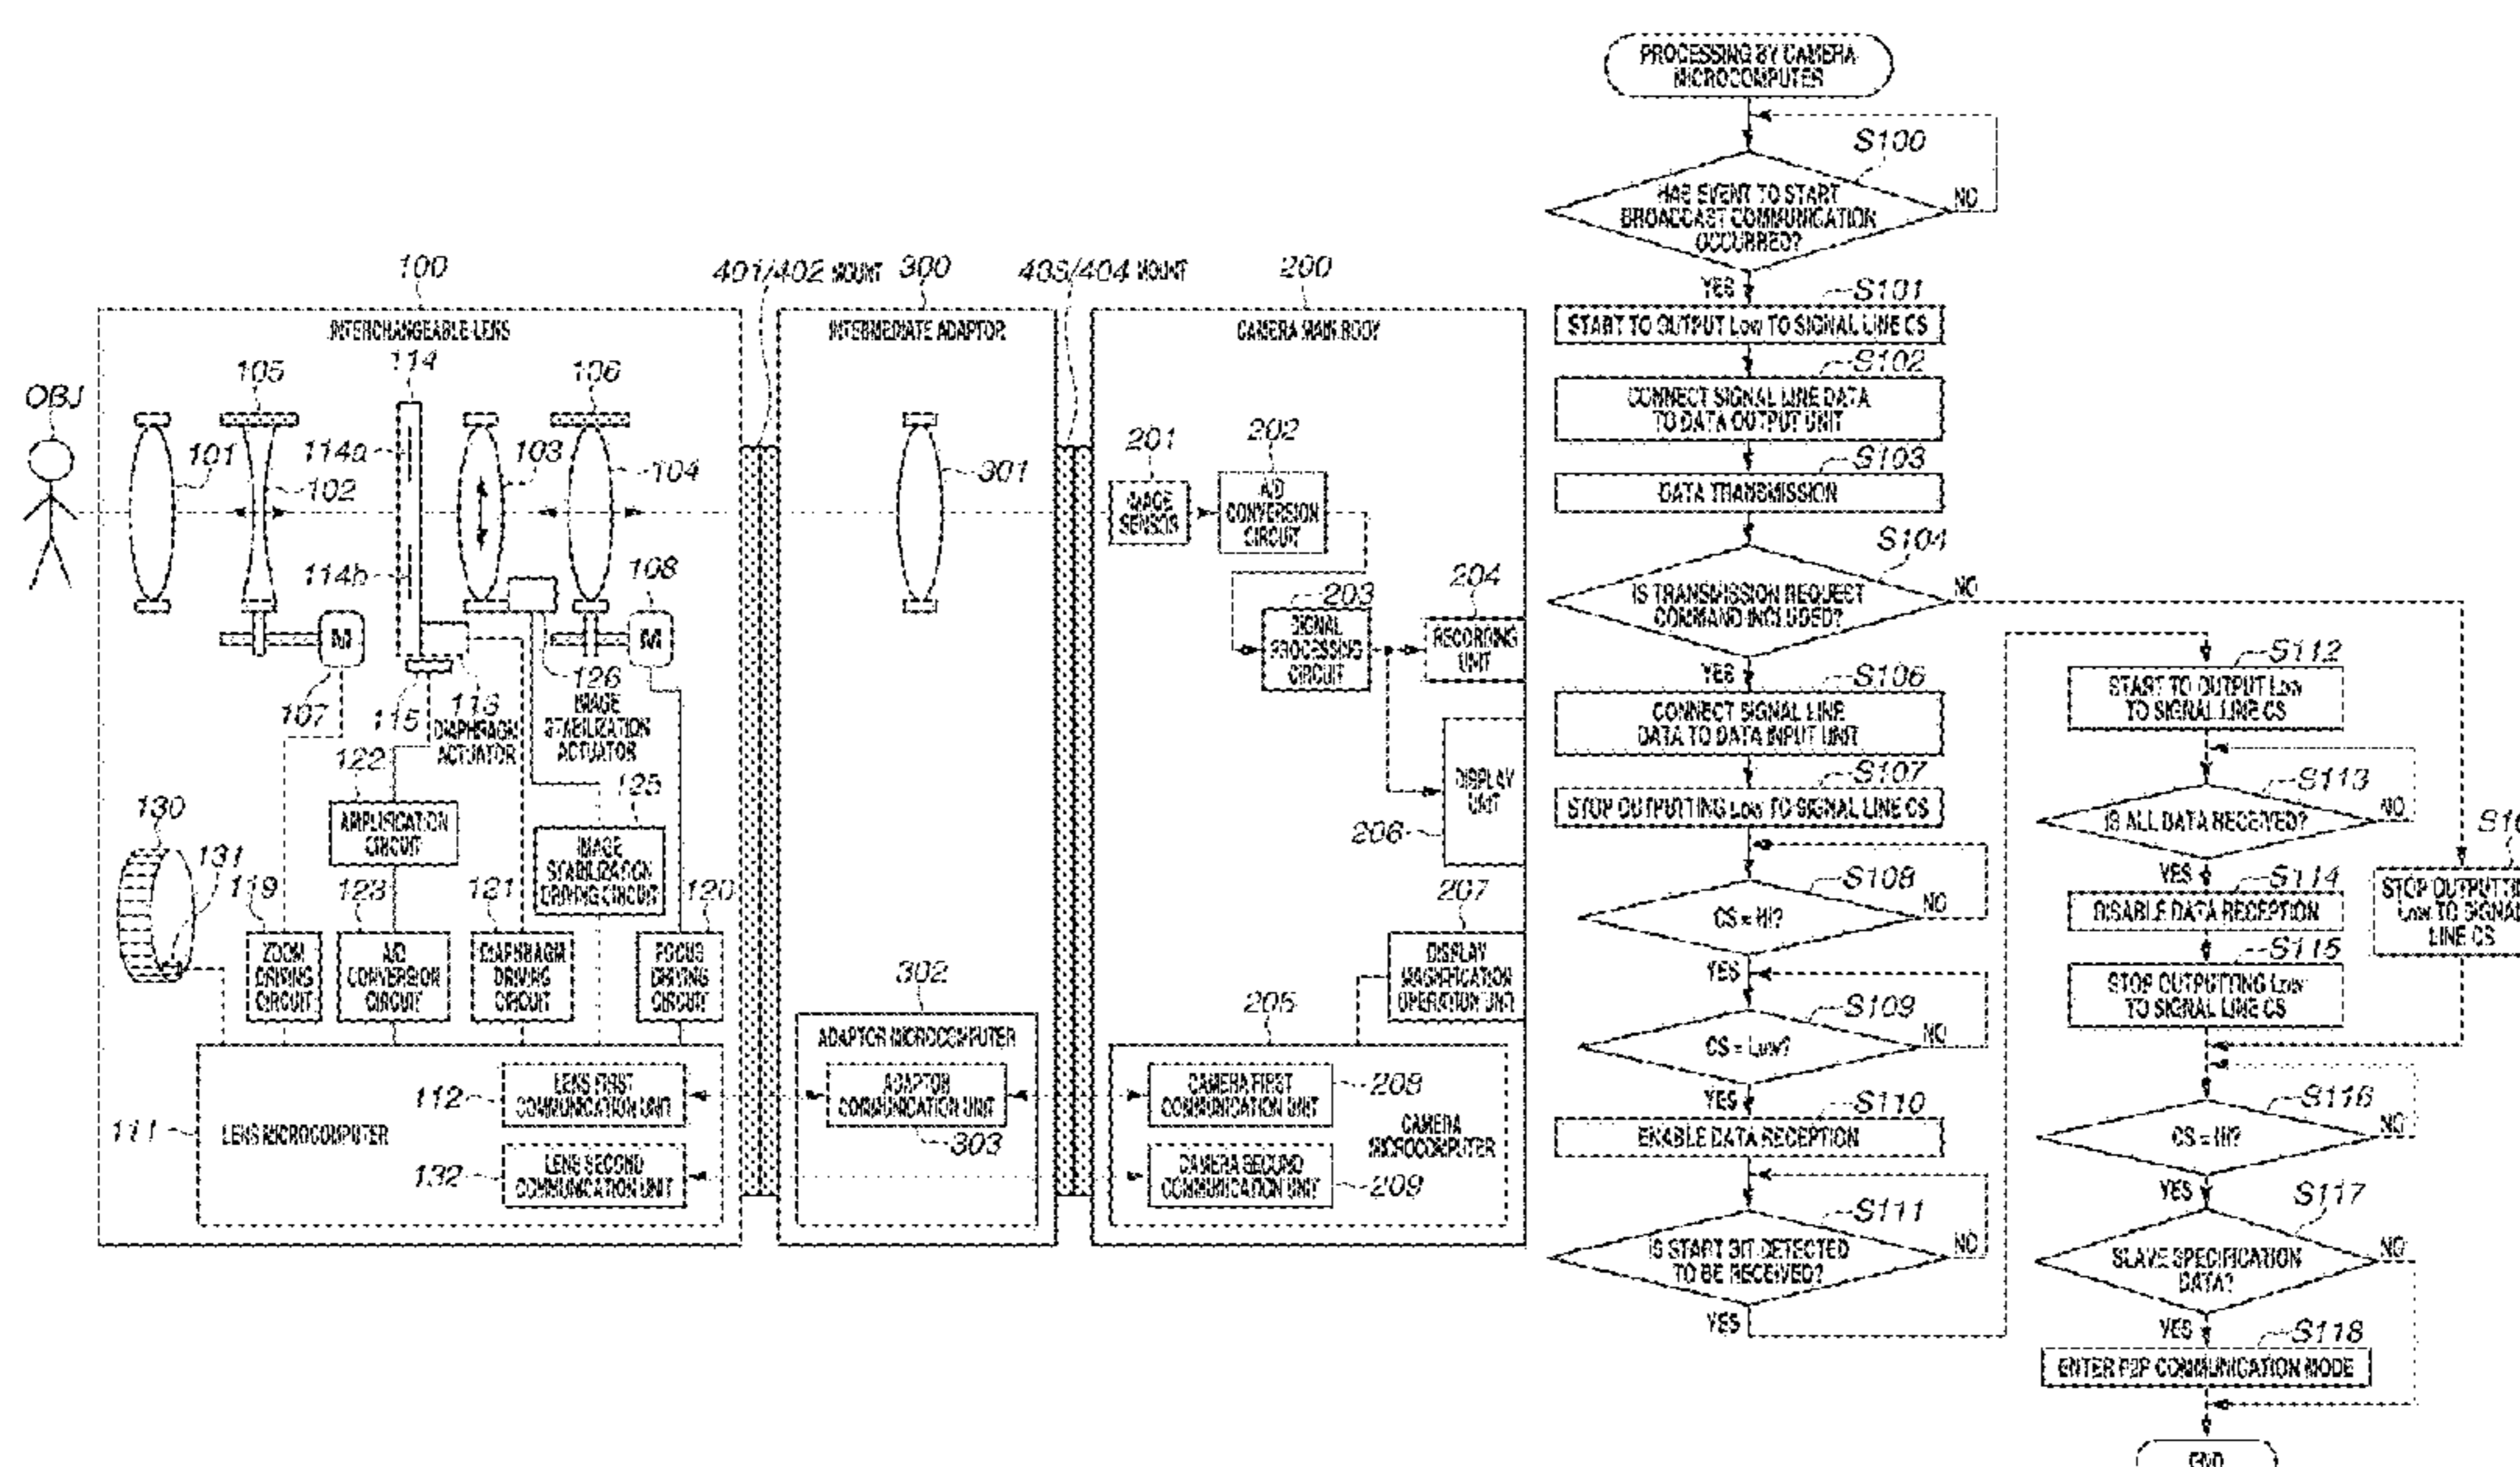 100
401/402 MOUNT
300
403/404 MOUNT
200
INTERCHANGEABLE LENS
INTERMEDIATE ADAPTOR
CAMERA MAIN BODY
OBJ
101
105
102
114
114a
114b
103
106
104
301
201
IMAGE
SENSOR
202
A/D
CONVERSION
CIRCUIT
203
SIGNAL
PROCESSING
CIRCUIT
204
RECORDING
UNIT
M
107
115
113
DIAPHRAGM
ACTUATOR
126
IMAGE
STABILIZATION
ACTUATOR
108
M
DISPLAY
UNIT
206
130
131
122
AMPLIFICATION
CIRCUIT
125
IMAGE
STABILIZATION
DRIVING CIRCUIT
119
ZOOM
DRIVING
CIRCUIT
123
A/D
CONVERSION
CIRCUIT
121
DIAPHRAGM
DRIVING
CIRCUIT
120
FOCUS
DRIVING
CIRCUIT
207
DISPLAY
MAGNIFICATION
OPERATION UNIT
302
ADAPTOR MICROCOMPUTER
205
111
LENS MICROCOMPUTER
112
LENS FIRST
COMMUNICATION UNIT
132
LENS SECOND
COMMUNICATION UNIT
ADAPTOR
COMMUNICATION UNIT
303
CAMERA FIRST
COMMUNICATION UNIT
208
CAMERA
MICROCOMPUTER
CAMERA SECOND
COMMUNICATION UNIT
209
PROCESSING BY CAMERA
MICROCOMPUTER
S100
HAS EVENT TO START
BROADCAST COMMUNICATION
OCCURRED?
NO
YES
S101
START TO OUTPUT Low TO SIGNAL LINE CS
S102
CONNECT SIGNAL LINE DATA
TO DATA OUTPUT UNIT
S103
DATA TRANSMISSION
S104
IS TRANSMISSION REQUEST
COMMAND INCLUDED?
NO
YES
S106
CONNECT SIGNAL LINE
DATA TO DATA INPUT UNIT
S107
STOP OUTPUTTING Low TO SIGNAL LINE CS
S108
CS = Hi?
NO
YES
S109
CS = Low?
NO
YES
S110
ENABLE DATA RECEPTION
S111
IS START BIT DETECTED
TO BE RECEIVED?
NO
YES
S112
START TO OUTPUT Low
TO SIGNAL LINE CS
S113
IS ALL DATA RECEIVED?
NO
YES
S114
DISABLE DATA RECEPTION
S115
STOP OUTPUTTING Low
TO SIGNAL LINE CS
STOP OUTPUTTING
Low TO SIGNAL
LINE CS
S116
CS = Hi?
NO
YES
S117
SLAVE SPECIFICATION
DATA?
NO
YES
S118
ENTER P2P COMMUNICATION MODE
END